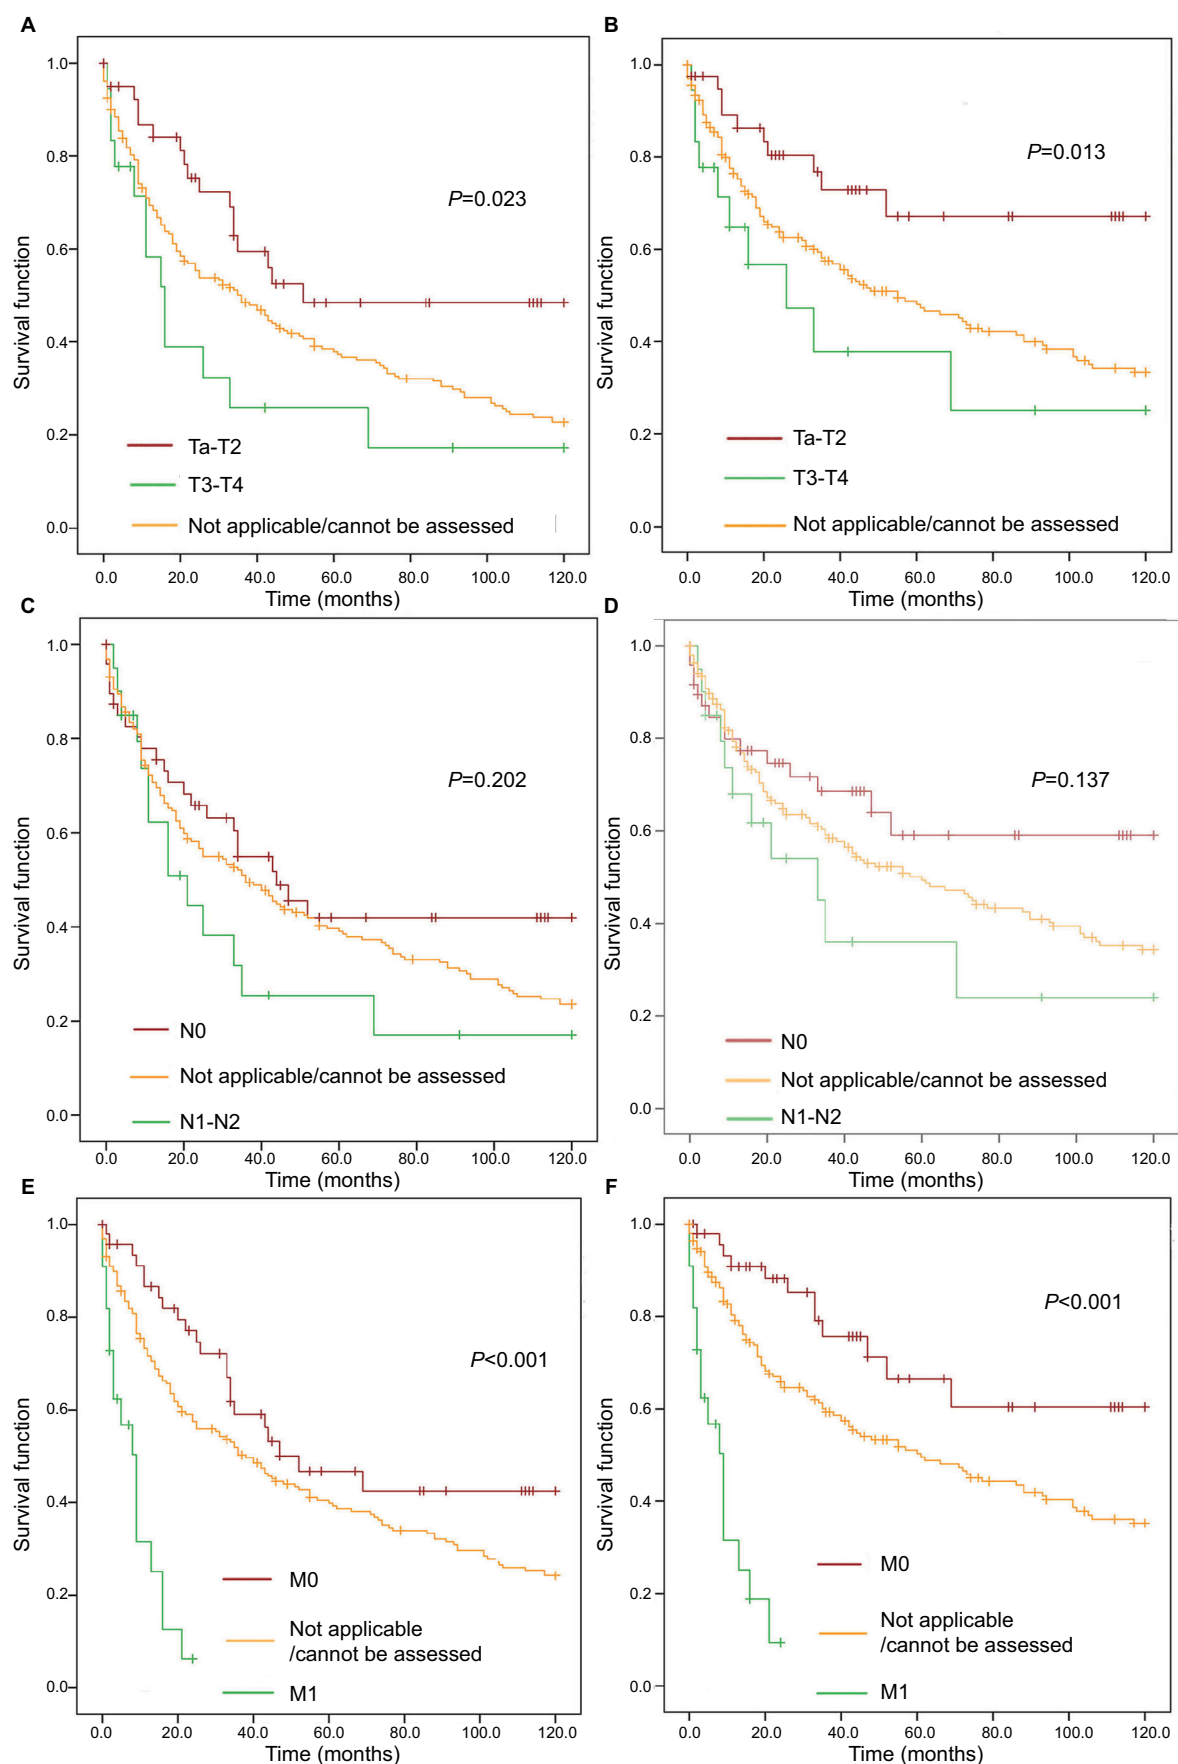 A
1.0
0.8
0.6
0.4
0.2
0.0
Survival function
P=0.023
Ta-T2
T3-T4
Not applicable/cannot be assessed
0.0 20.0 40.0 60.0 80.0 100.0 120.0
Time (months)
B
1.0
0.8
0.6
0.4
0.2
0.0
Survival function
P=0.013
Ta-T2
T3-T4
Not applicable/cannot be assessed
0.0 20.0 40.0 60.0 80.0 100.0 120.0
Time (months)
C
1.0
0.8
0.6
0.4
0.2
0.0
Survival function
P=0.202
N0
Not applicable/cannot be assessed
N1-N2
0.0 20.0 40.0 60.0 80.0 100.0 120.0
Time (months)
D
1.0
0.8
0.6
0.4
0.2
0.0
Survival function
P=0.137
N0
Not applicable/cannot be assessed
N1-N2
0.0 20.0 40.0 60.0 80.0 100.0 120.0
Time (months)
E
1.0
0.8
0.6
0.4
0.2
0.0
Survival function
P<0.001
M0
Not applicable
/cannot be assessed
M1
0.0 20.0 40.0 60.0 80.0 100.0 120.0
Time (months)
F
1.0
0.8
0.6
0.4
0.2
0.0
Survival function
P<0.001
M0
Not applicable
/cannot be assessed
M1
0.0 20.0 40.0 60.0 80.0 100.0 120.0
Time (months)